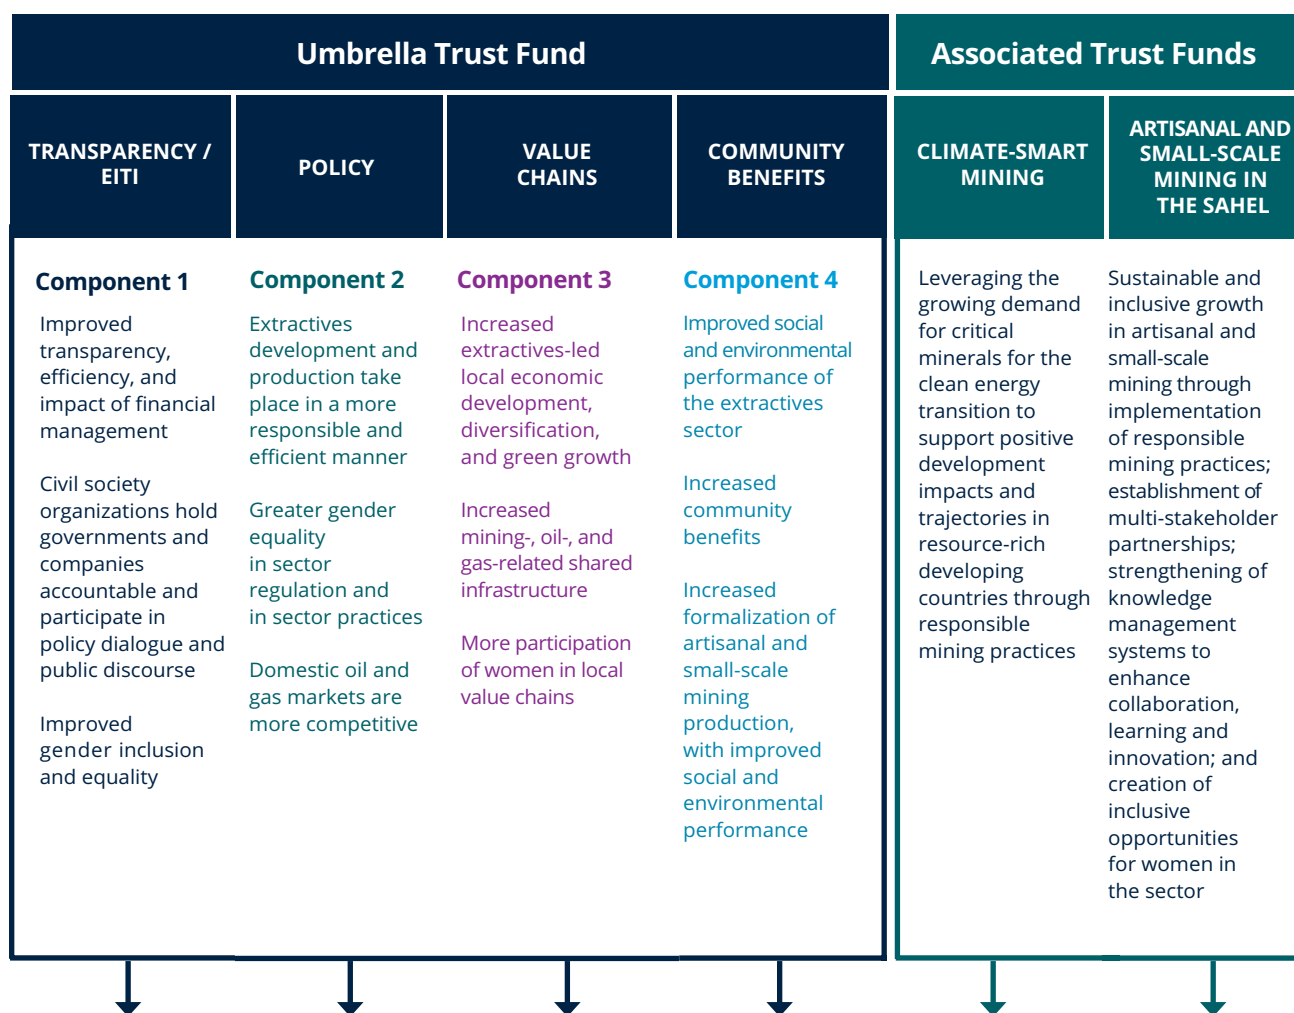 Umbrella Trust Fund
Associated Trust Funds
TRANSPARENCY /
EITI
POLICY
VALUE
CHAINS
COMMUNITY
BENEFITS
CLIMATE-SMART
MINING
ARTISANAL AND
SMALL-SCALE
MINING IN
THE SAHEL
Component 1
Improved
transparency,
efficiency, and
impact of financial
management
Civil society
organizations hold
governments and
companies
accountable and
participate in
policy dialogue and
public discourse
Improved
gender inclusion
and equality
Component 2
Extractives
development and
production take
place in a more
responsible and
efficient manner
Greater gender
equality
in sector
regulation and
in sector practices
Domestic oil and
gas markets are
more competitive
Component 3
Increased
extractives-led
local economic
development,
diversification,
and green growth
Increased
mining-, oil-, and
gas-related shared
infrastructure
More participation
of women in local
value chains
Component 4
Improved social
and environmental
performance of
the extractives
sector
Increased
community
benefits
Increased
formalization of
artisanal and
small-scale
mining
production,
with improved
social and
environmental
performance
Leveraging the
growing demand
for critical
minerals for the
clean energy
transition to
support positive
development
impacts and
trajectories in
resource-rich
developing
countries through
responsible
mining practices
Sustainable and
inclusive growth
in artisanal and
small-scale
mining through
implementation
of responsible
mining practices;
establishment of
multi-stakeholder
partnerships;
strengthening of
knowledge
management
systems to
enhance
collaboration,
learning and
innovation; and
creation of
inclusive
opportunities
for women in
the sector